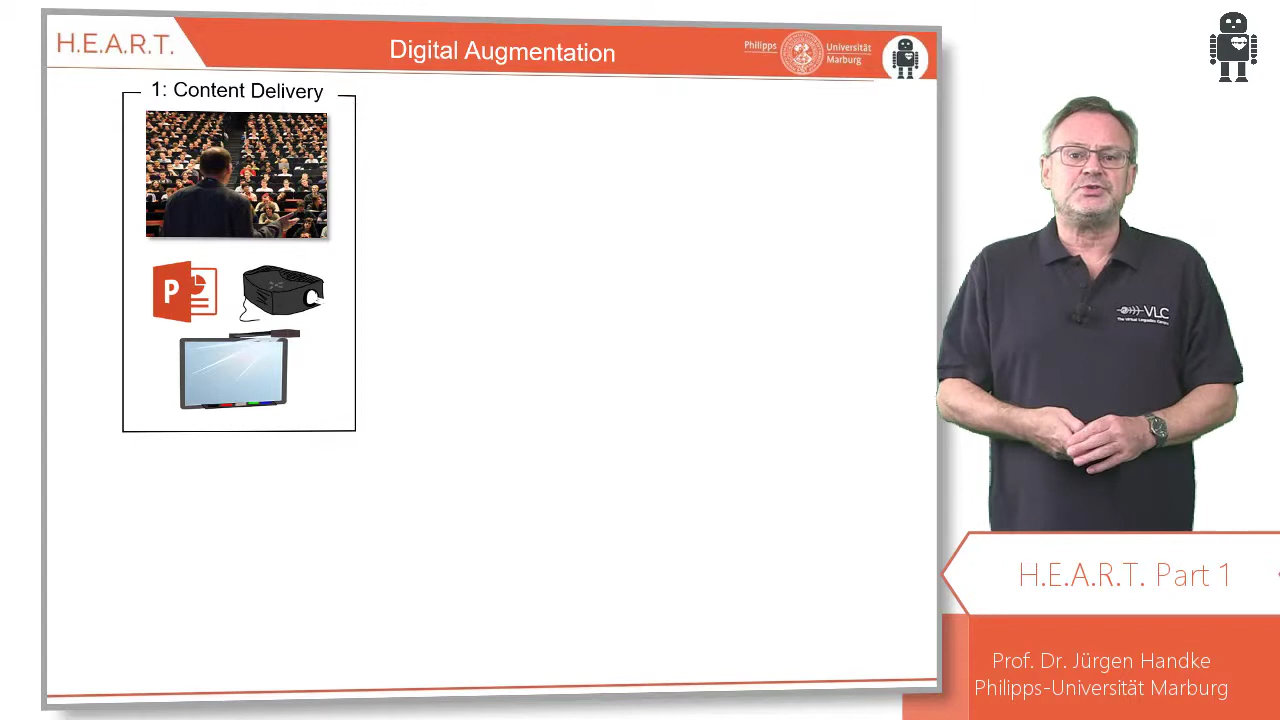 H.E.A.R.T.
Digital Augmentation
Philipps
Universität
Marburg
1: Content Delivery
P
VLC
H.E.A.R.T. Part 1
Prof. Dr. Jürgen Handke
Philipps-Universität Marburg